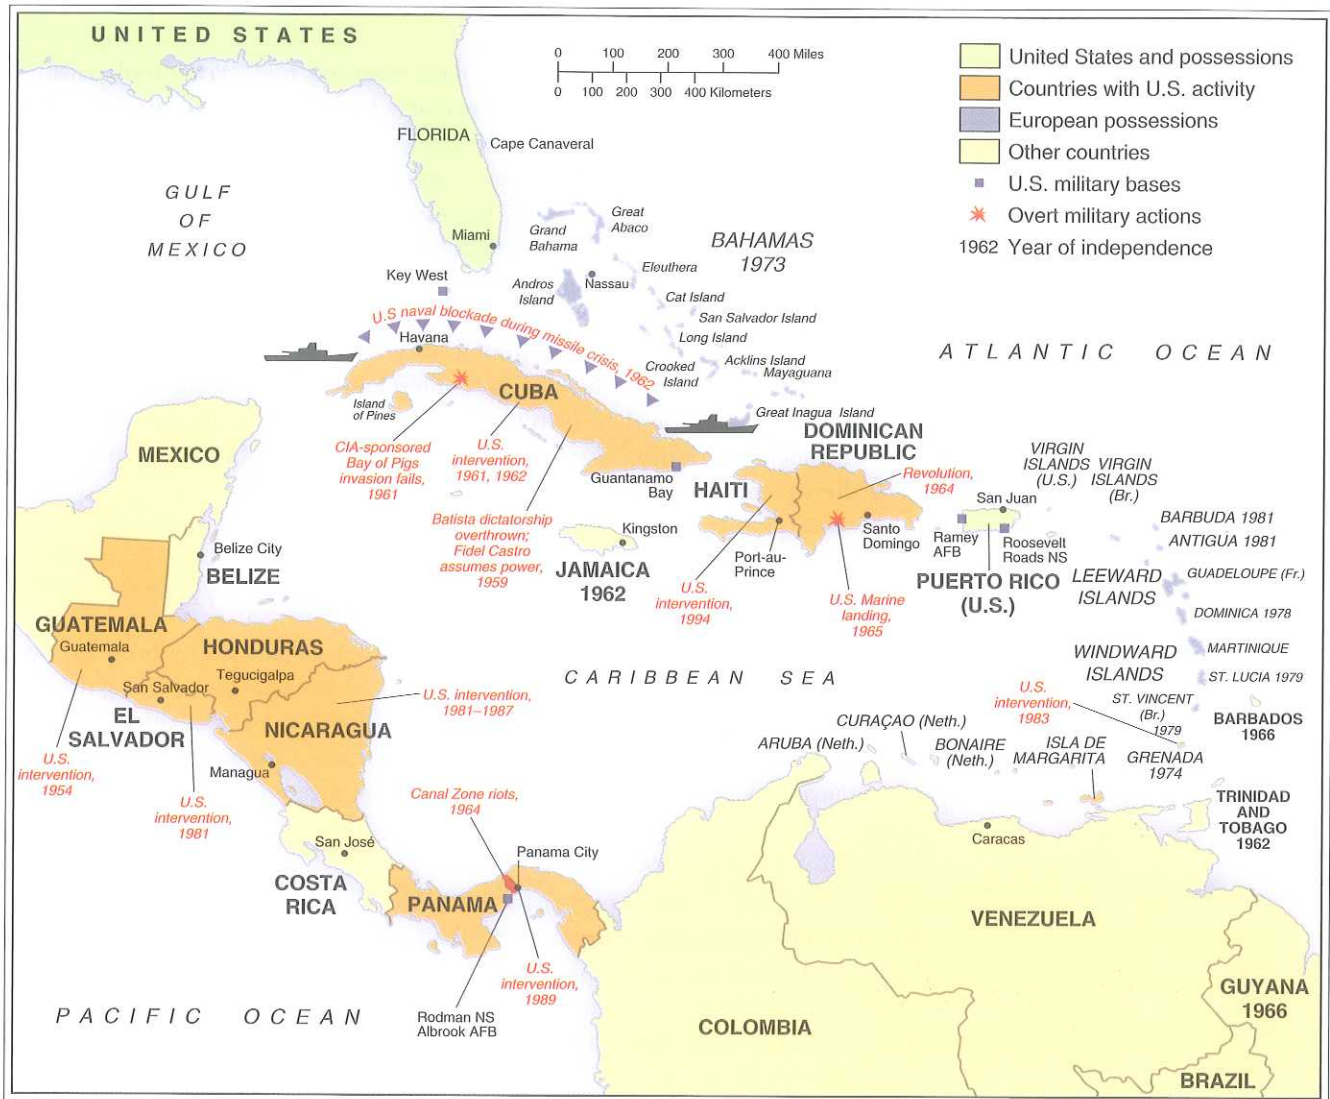 UNITED STATES
0 100 200 300 400 Miles
0 100 200 300 400 Kilometers
United States and possessions
Countries with U.S. activity
European possessions
Other countries
U.S. military bases
Overt military actions
1962 Year of independence
FLORIDA
Cape Canaveral
GULF
OF
MEXICO
Miami
Key West
Great
Abaco
Grand
Bahama
BAHAMAS
1973
Eleuthera
Andros
Island
Nassau
Cat Island
San Salvador Island
Long Island
U.S naval blockade during missile crisis, 1962
Havana
Crooked
Island
Acklins Island
Mayaguana
ATLANTIC OCEAN
CUBA
Island
of Pines
Great Inagua Island
CIA-sponsored
Bay of Pigs
invasion fails,
1961
U.S.
intervention,
1961, 1962
Batista dictatorship
overthrown;
Fidel Castro
assumes power,
1959
Guantanamo
Bay
HAITI
DOMINICAN
REPUBLIC
Revolution,
1964
VIRGIN
ISLANDS
(U.S.)
VIRGIN
ISLANDS
(Br.)
San Juan
Kingston
JAMAICA
1962
Port-au-
Prince
Santo
Domingo
Ramey
AFB
Roosevelt
Roads NS
PUERTO RICO
(U.S.)
U.S.
intervention,
1994
U.S. Marine
landing,
1965
BARBUDA 1981
ANTIGUA 1981
LEEWARD
ISLANDS
GUADELOUPE (Fr.)
DOMINICA 1978
MARTINIQUE
WINDWARD
ISLANDS
ST. LUCIA 1979
U.S.
intervention,
1983
ST. VINCENT
(Br.)
1979
BARBADOS
1966
GRENADA
1974
TRINIDAD
AND
TOBAGO
1962
MEXICO
Belize City
BELIZE
GUATEMALA
Guatemala
HONDURAS
Tegucigalpa
San Salvador
EL
SALVADOR
NICARAGUA
Managua
U.S. intervention,
1981–1987
U.S.
intervention,
1954
U.S.
intervention,
1981
CARIBBEAN SEA
CURAÇAO (Neth.)
ARUBA (Neth.)
BONAIRE
(Neth.)
ISLA DE
MARGARITA
Canal Zone riots,
1964
San José
COSTA
RICA
Panama City
PANAMA
U.S.
intervention,
1989
Rodman NS
Albrook AFB
PACIFIC OCEAN
Caracas
VENEZUELA
COLOMBIA
GUYANA
1966
BRAZIL